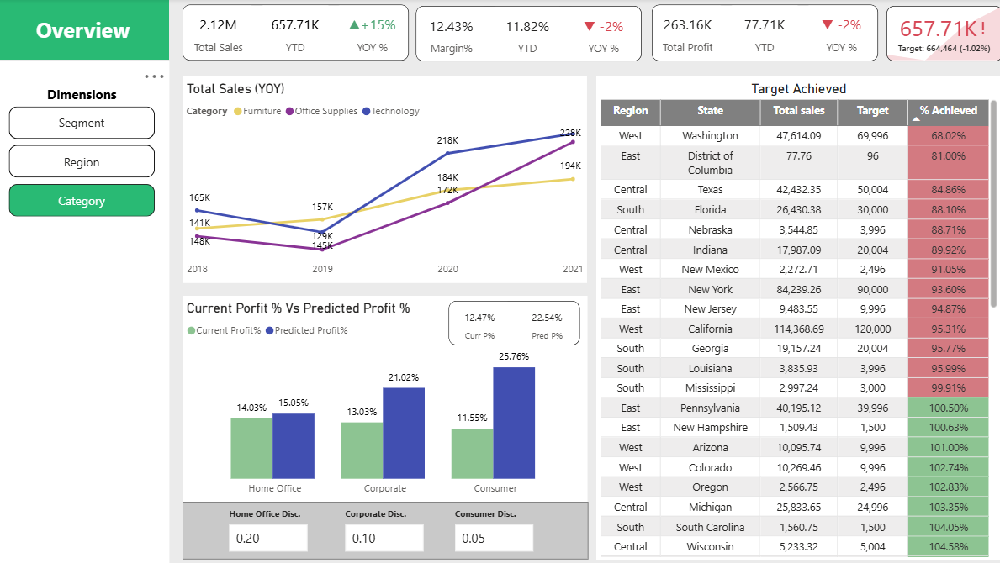 Overview
Dimensions
Segment
Region
Category
2.12M 657.71K ▲+15%
Total Sales YTD YOY %
12.43% 11.82% ▼ -2%
Margin% YTD YOY %
263.16K 77.71K ▼ -2%
Total Profit YTD YOY %
657.71K !
Target: 664,464 (-1.02%)
Total Sales (YOY)
Category Furniture Office Supplies Technology
228K
218K
194K
184K
172K
165K
157K
141K
129K
148K
145K
2018 2019 2020 2021
Current Porfit % Vs Predicted Profit %
Current Profit% Predicted Profit%
12.47% 22.54%
Curr P% Pred P%
25.76%
21.02%
14.03% 15.05%
13.03%
11.55%
Home Office Corporate Consumer
Home Office Disc. Corporate Disc. Consumer Disc.
0.20 0.10 0.05
Target Achieved
Region State Total sales Target % Achieved
West Washington 47,614.09 69,996 68.02%
East District of Columbia 77.76 96 81.00%
Central Texas 42,432.35 50,004 84.86%
South Florida 26,430.38 30,000 88.10%
Central Nebraska 3,544.85 3,996 88.71%
Central Indiana 17,987.09 20,004 89.92%
West New Mexico 2,272.71 2,496 91.05%
East New York 84,239.26 90,000 93.60%
East New Jersey 9,483.55 9,996 94.87%
West California 114,368.69 120,000 95.31%
South Georgia 19,157.24 20,004 95.77%
South Louisiana 3,835.93 3,996 95.99%
South Mississippi 2,997.24 3,000 99.91%
East Pennsylvania 40,195.12 39,996 100.50%
East New Hampshire 1,509.43 1,500 100.63%
West Arizona 10,095.74 9,996 101.00%
West Colorado 10,269.46 9,996 102.74%
West Oregon 2,566.75 2,496 102.83%
Central Michigan 25,833.65 24,996 103.35%
South South Carolina 1,560.75 1,500 104.05%
Central Wisconsin 5,233.32 5,004 104.58%